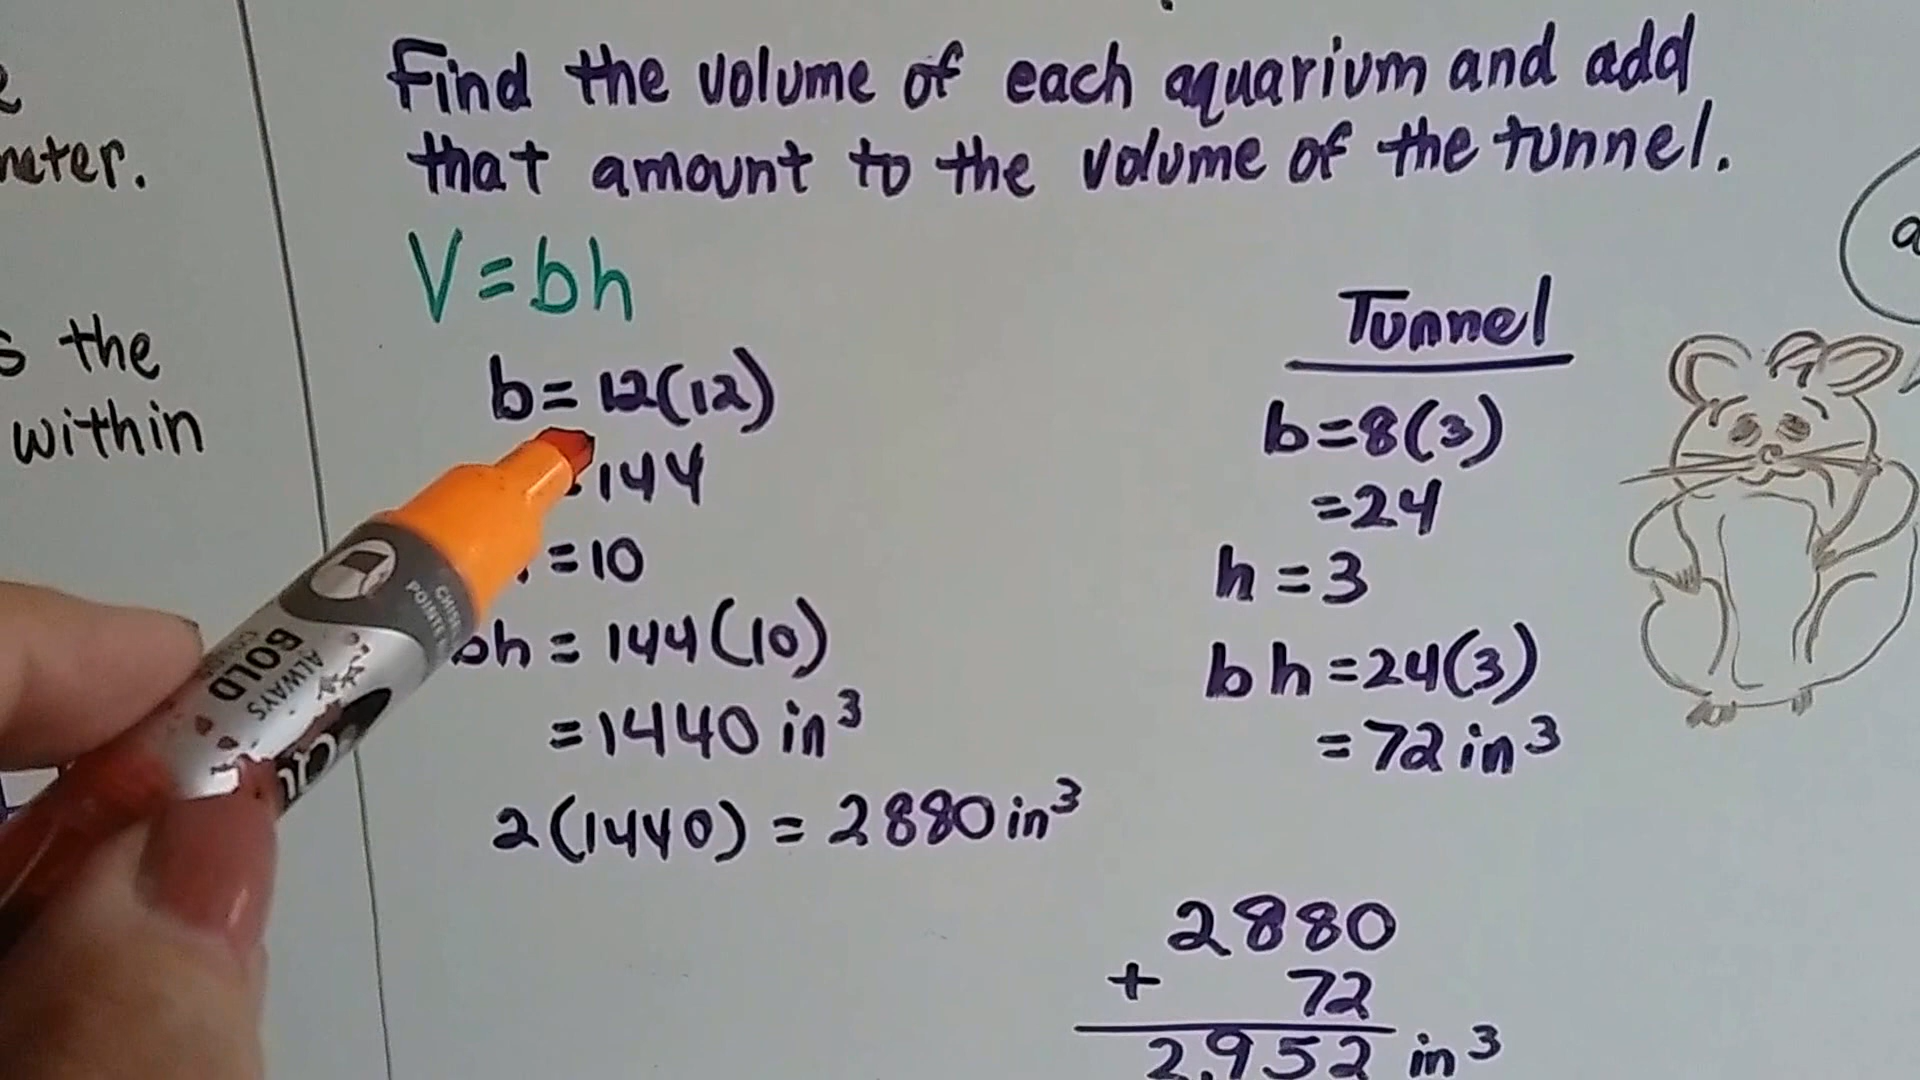 Find the volume of each aquarium and add
that amount to the volume of the tunnel.
V=bh
b=12(12)
=144
=10
bh=144(10)
=1440 in³
2(1440)=2880 in³
Tunnel
b=8(3)
=24
h=3
bh=24(3)
=72 in³
2880
+ 72
2,952 in³
s the
within
BOLD
ALWAYS